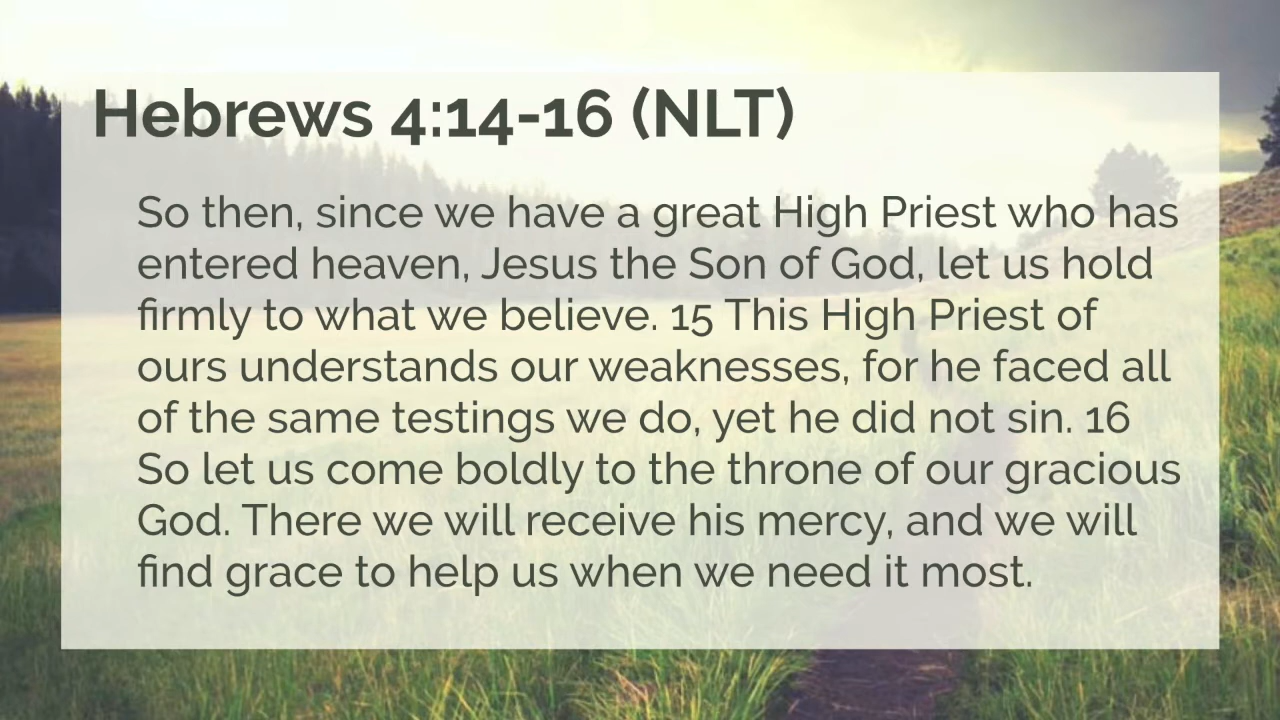 Hebrews 4:14-16 (NLT)
So then, since we have a great High Priest who has
entered heaven, Jesus the Son of God, let us hold
firmly to what we believe. 15 This High Priest of
ours understands our weaknesses, for he faced all
of the same testings we do, yet he did not sin. 16
So let us come boldly to the throne of our gracious
God. There we will receive his mercy, and we will
find grace to help us when we need it most.